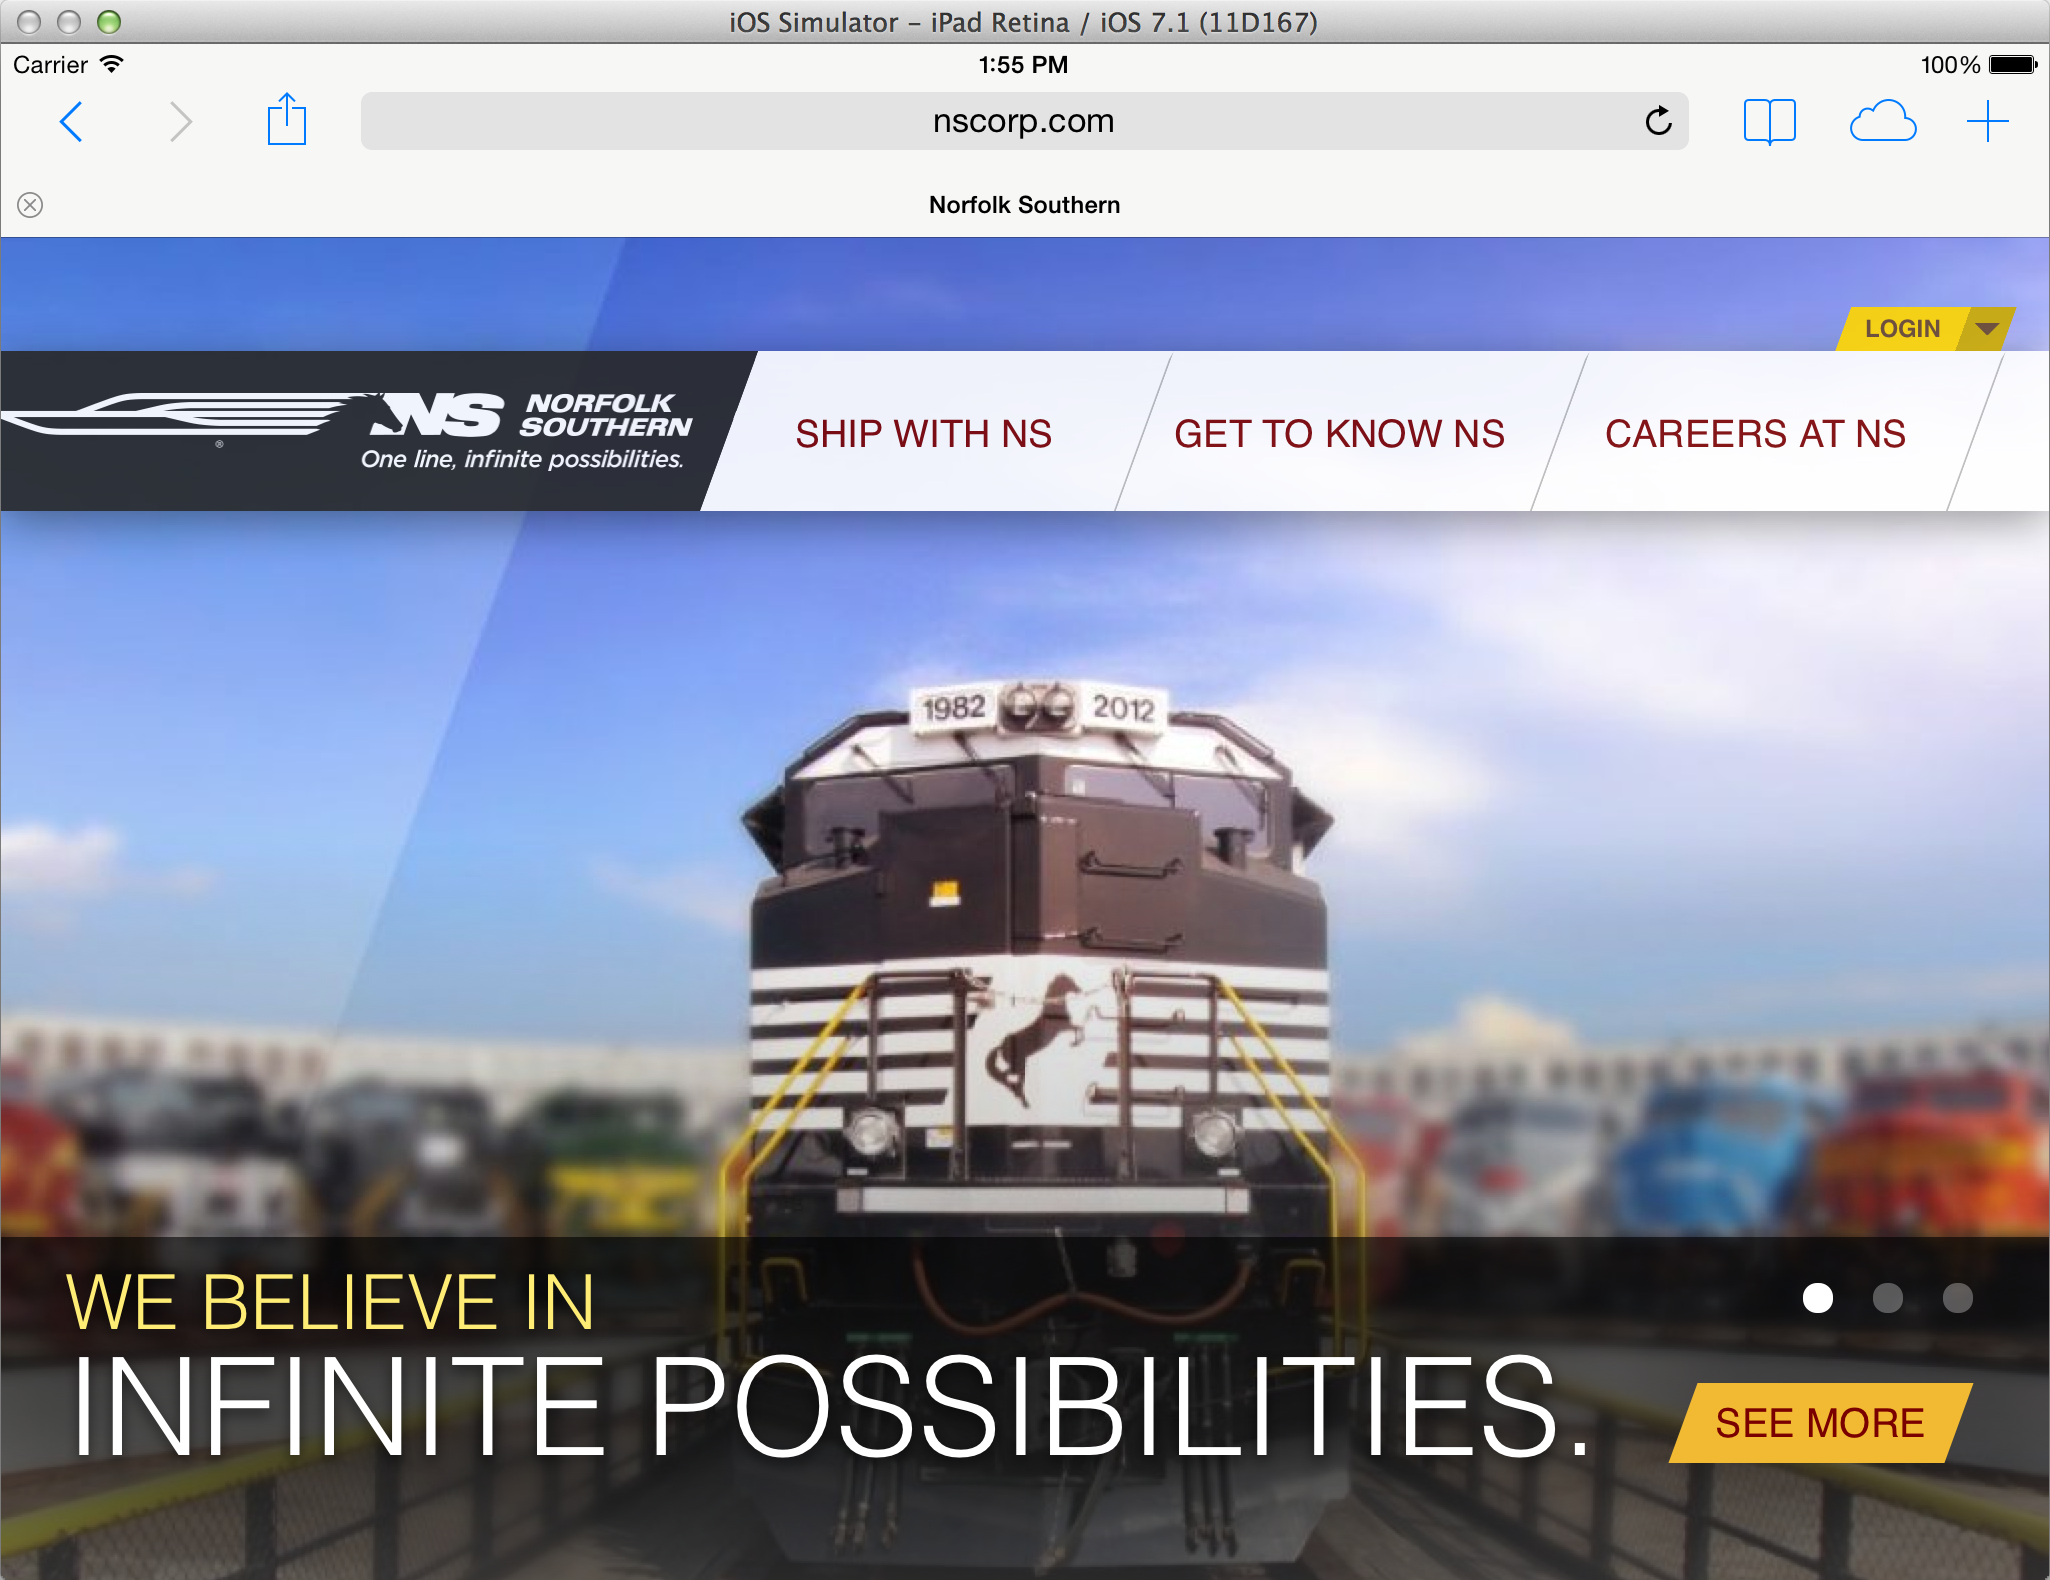 iOS Simulator – iPad Retina / iOS 7.1 (11D167)
Carrier 1:55 PM 100%
nscorp.com
Norfolk Southern
LOGIN
NS NORFOLK
SOUTHERN
®
One line, infinite possibilities.
SHIP WITH NS GET TO KNOW NS CAREERS AT NS
1982 2012
WE BELIEVE IN
INFINITE POSSIBILITIES.
SEE MORE